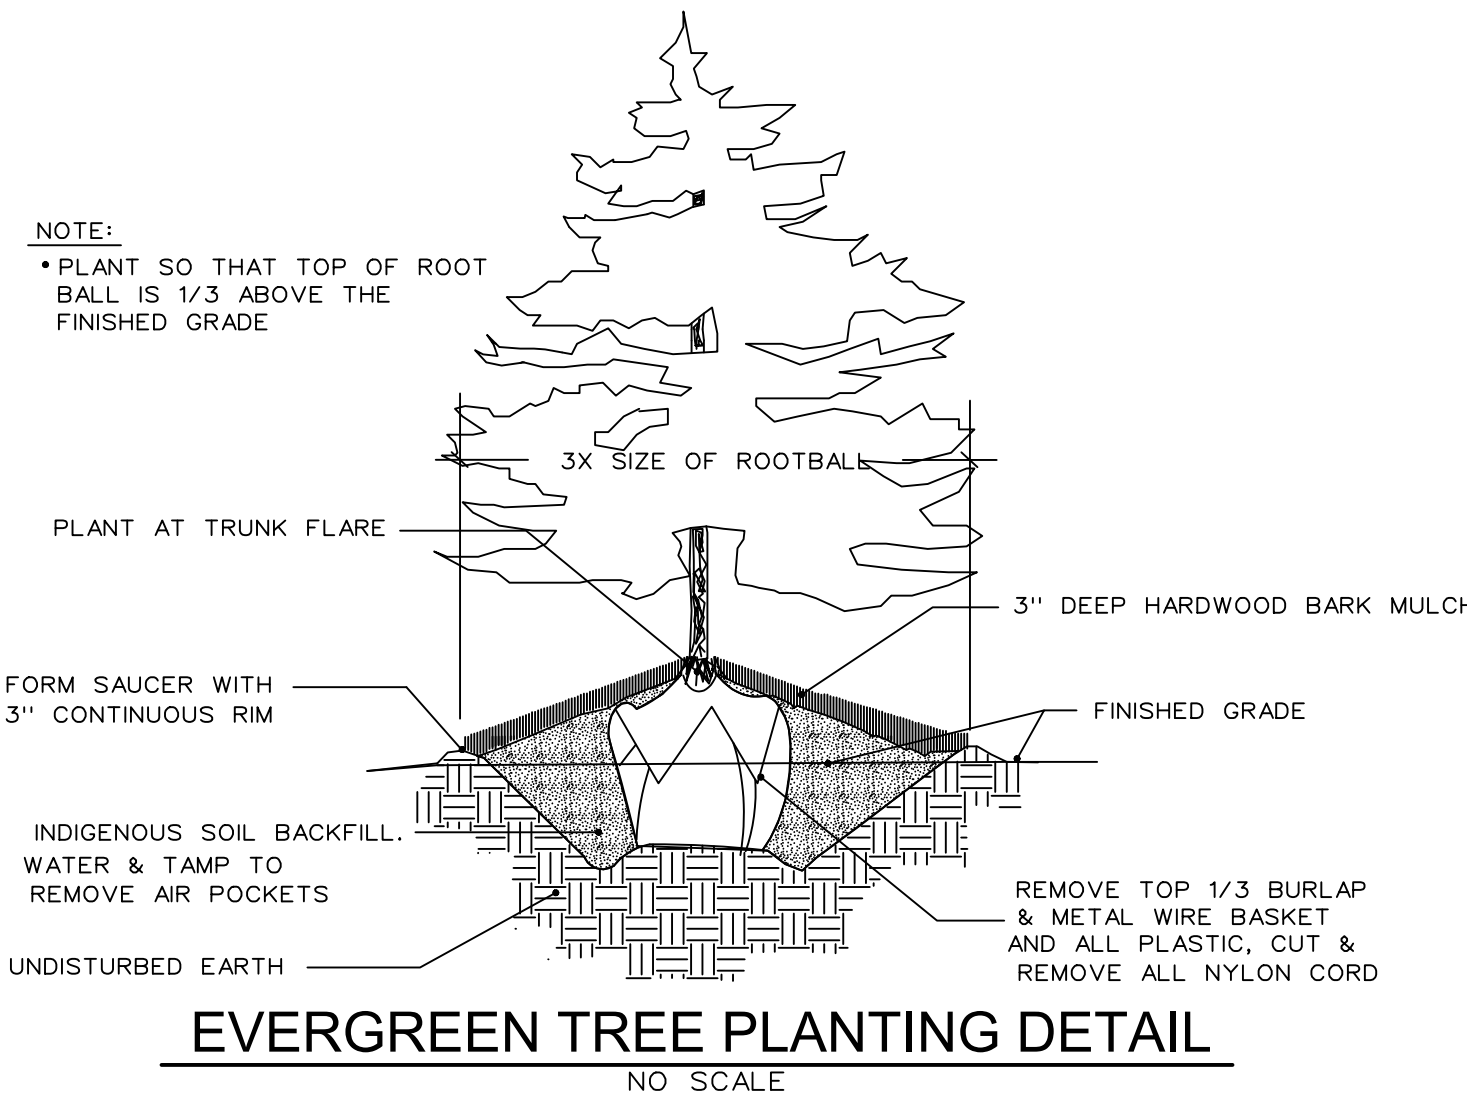 NOTE:
• PLANT SO THAT TOP OF ROOT
BALL IS 1/3 ABOVE THE
FINISHED GRADE
3X SIZE OF ROOTBALL
PLANT AT TRUNK FLARE
3'' DEEP HARDWOOD BARK MULCH
FORM SAUCER WITH
3'' CONTINUOUS RIM
FINISHED GRADE
INDIGENOUS SOIL BACKFILL.
WATER & TAMP TO
REMOVE AIR POCKETS
REMOVE TOP 1/3 BURLAP
& METAL WIRE BASKET
AND ALL PLASTIC, CUT &
REMOVE ALL NYLON CORD
UNDISTURBED EARTH
EVERGREEN TREE PLANTING DETAIL
NO SCALE